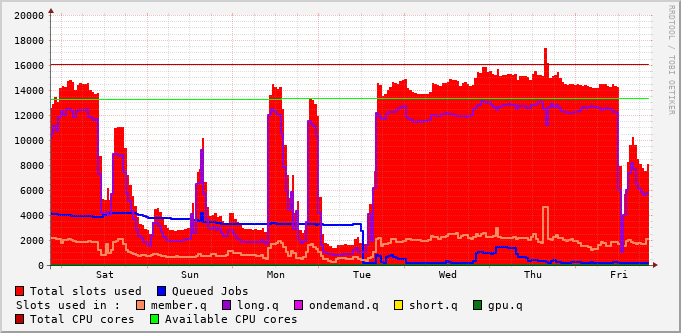 20000
18000
16000
14000
12000
10000
8000
6000
4000
2000
0
Sat Sun Mon Tue Wed Thu Fri
RRDTOOL / TOBI OETIKER
Total slots used Queued Jobs
Slots used in : member.q long.q ondemand.q short.q gpu.q
Total CPU cores Available CPU cores